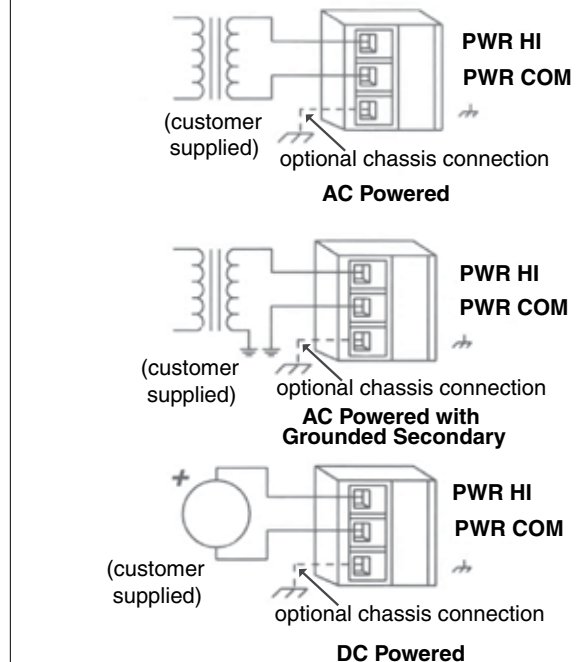 PWR HI
PWR COM
(customer
supplied)
optional chassis connection
AC Powered
PWR HI
PWR COM
(customer
supplied)
optional chassis connection
AC Powered with
Grounded Secondary
+
PWR HI
PWR COM
(customer
supplied)
optional chassis connection
DC Powered